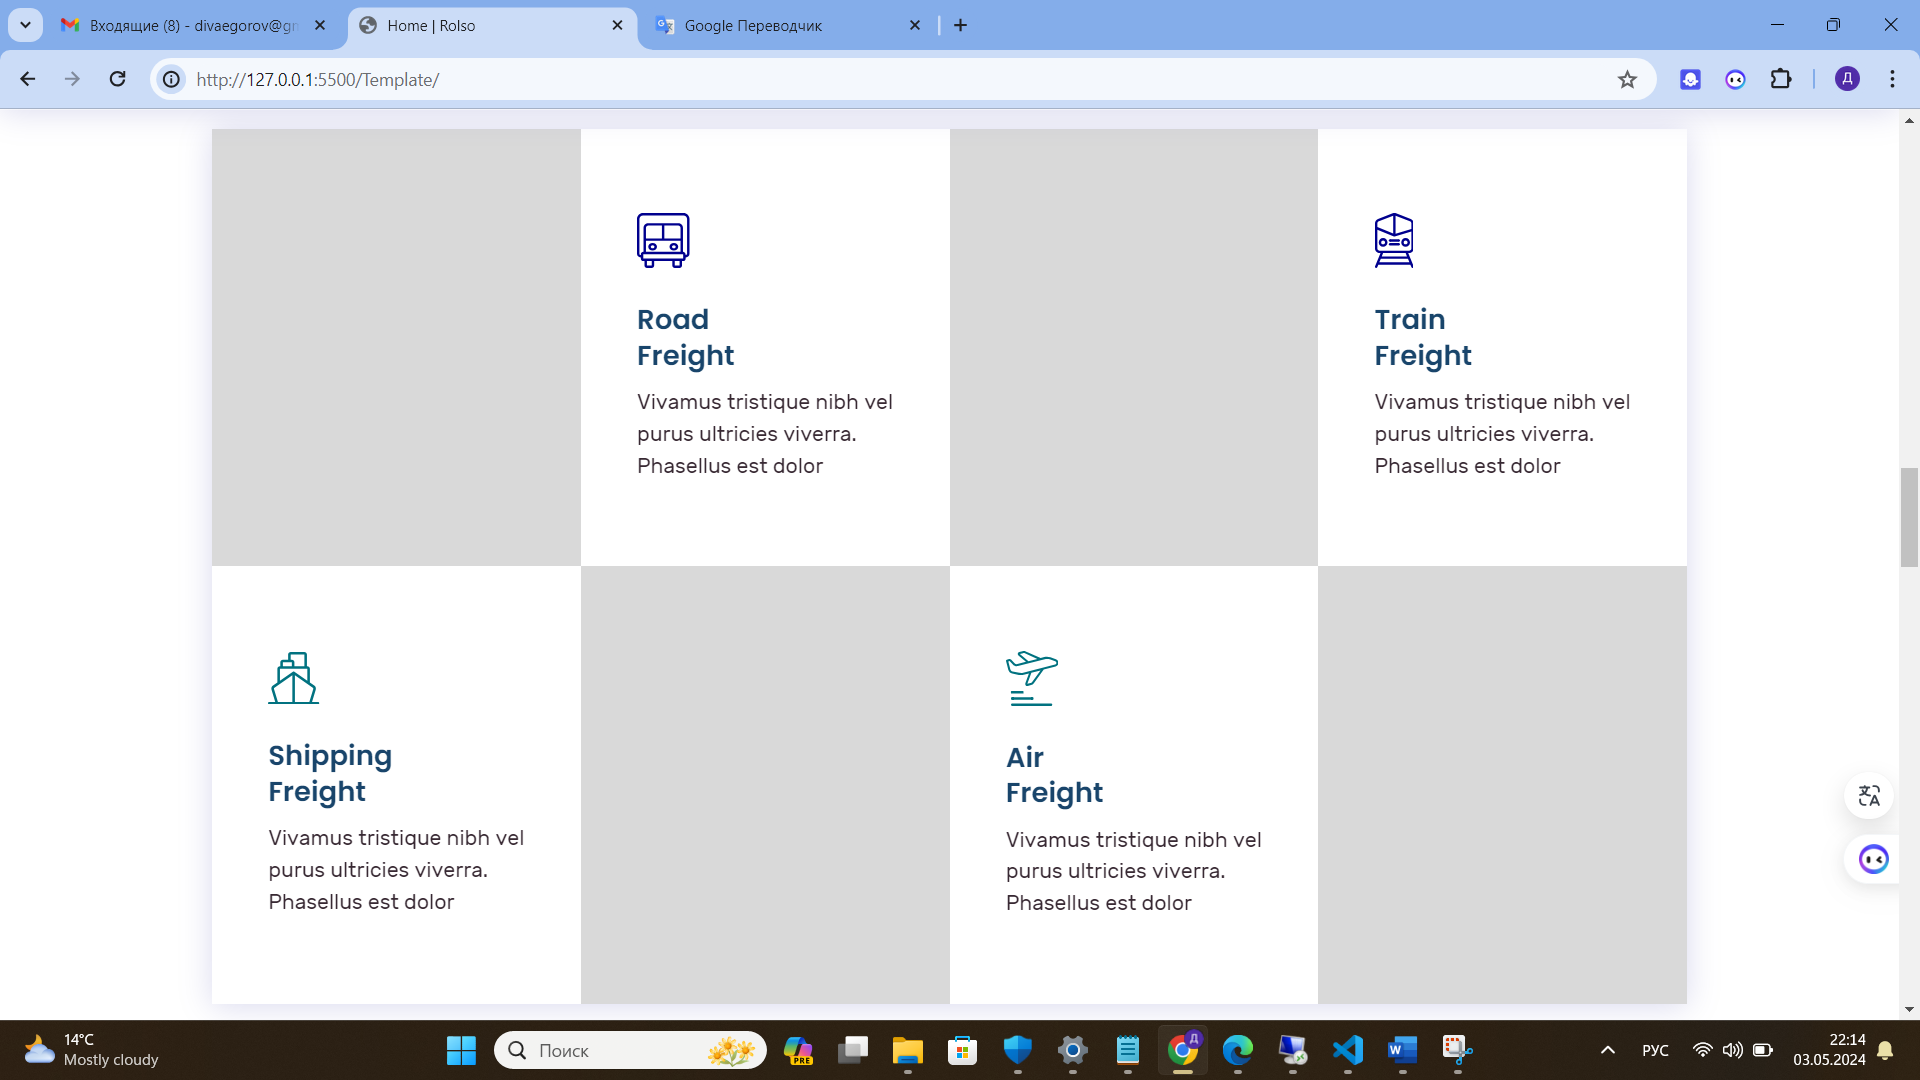 Входящие (8) - divaegorov@gm
Home | Rolso
Google Переводчик
http://127.0.0.1:5500/Template/
Д
Road
Freight
Vivamus tristique nibh vel
purus ultricies viverra.
Phasellus est dolor
Train
Freight
Vivamus tristique nibh vel
purus ultricies viverra.
Phasellus est dolor
Shipping
Freight
Vivamus tristique nibh vel
purus ultricies viverra.
Phasellus est dolor
Air
Freight
Vivamus tristique nibh vel
purus ultricies viverra.
Phasellus est dolor
14°C
Mostly cloudy
Поиск
PRE
Д
РУС
22:14
03.05.2024